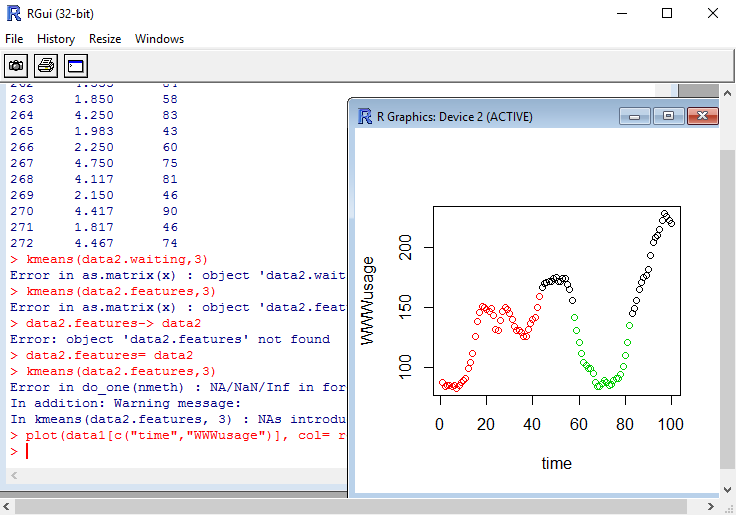 RGui (32-bit)
File History Resize Windows
263 1.850 58
264 4.250 83
265 1.983 43
266 2.250 60
267 4.750 75
268 4.117 81
269 2.150 46
270 4.417 90
271 1.817 46
272 4.467 74
> kmeans(data2.waiting,3)
Error in as.matrix(x) : object 'data2.wait
> kmeans(data2.features,3)
Error in as.matrix(x) : object 'data2.feat
> data2.features-> data2
Error: object 'data2.features' not found
> data2.features= data2
> kmeans(data2.features,3)
Error in do_one(nmeth) : NA/NaN/Inf in for
In addition: Warning message:
In kmeans(data2.features, 3) : NAs introdu
> plot(data1[c("time","WWWusage")], col= r
>
R Graphics: Device 2 (ACTIVE)
WWWusage
200
150
100
0 20 40 60 80 100
time